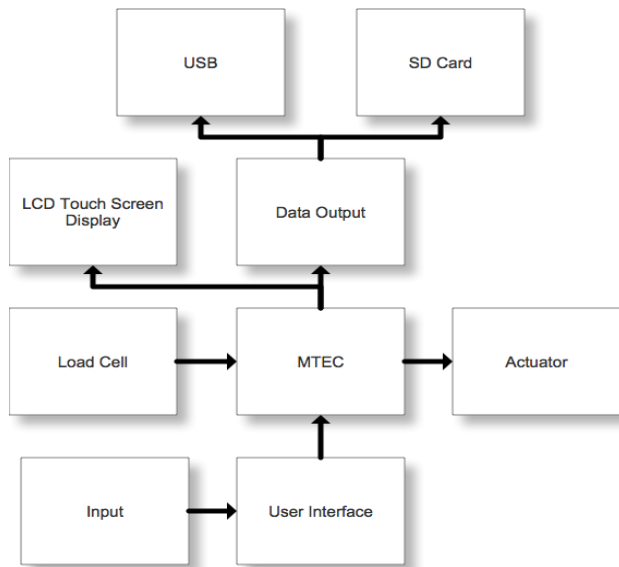 USB
SD Card
LCD Touch Screen
Display
Data Output
Load Cell
MTEC
Actuator
Input
User Interface